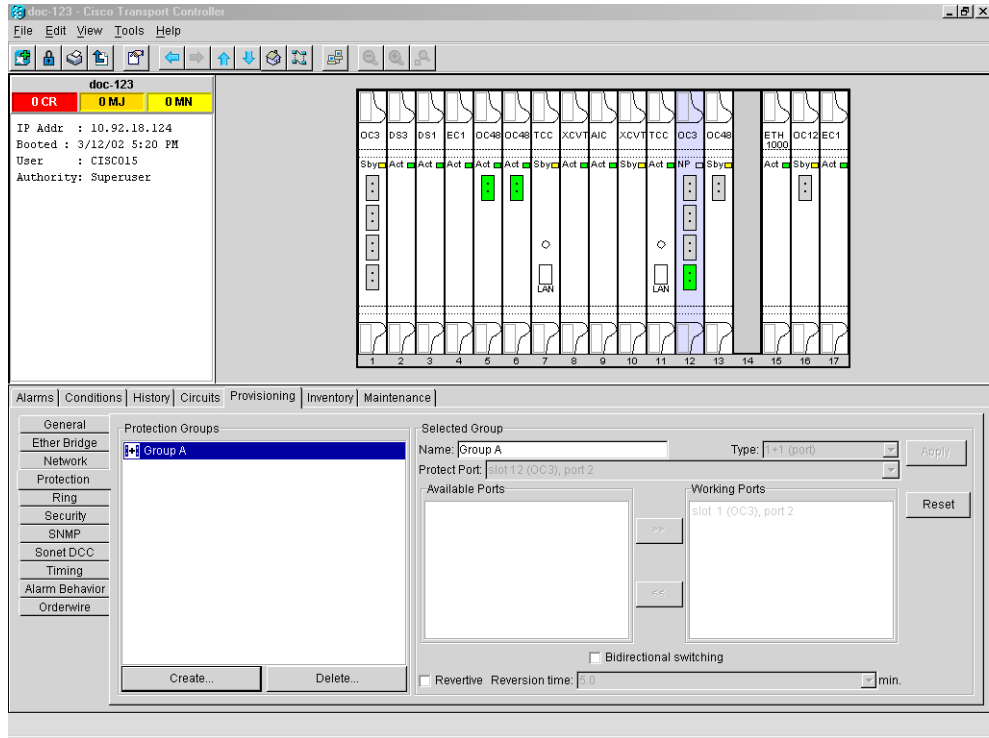 doc-123 - Cisco Transport Controller
File Edit View Tools Help
doc-123
0 CR 0 MJ 0 MN
IP Addr : 10.92.18.124
Booted : 3/12/02 5:20 PM
User : CISCO15
Authority: Superuser
OC3 DS3 DS1 EC1 OC48 OC48 TCC XCVT AIC XCVT TCC OC3 OC48 ETH 1000 OC12 EC1
Sby Act Act Act Act Act Sby Act Act Sby Act NP Sby Act Sby Act
LAN LAN
1 2 3 4 5 6 7 8 9 10 11 12 13 14 15 16 17
Alarms Conditions History Circuits Provisioning Inventory Maintenance
General
Ether Bridge
Network
Protection
Ring
Security
SNMP
Sonet DCC
Timing
Alarm Behavior
Orderwire
Protection Groups
Group A
Create... Delete...
Selected Group
Name: Group A Type: 1+1 (port) Apply
Protect Port: slot 12 (OC3), port 2
Available Ports Working Ports
slot 1 (OC3), port 2
Reset
>>
<<
Bidirectional switching
Revertive Reversion time: 5.0 min.